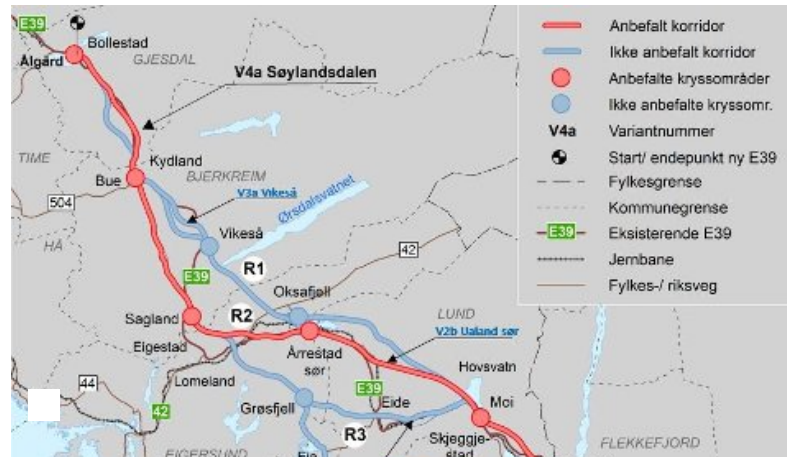 E39
Bollestad
Ålgård
GJESDAL
V4a Søylandsdalen
TIME
Kydland
Bue
BJERKREIM
504
V3a Vikeså
Ørsdalsvatnet
HÅ
Vikeså
42
R1
E39
Oksafjell
Sagland
R2
LUND
V2b Ualand sør
Eigestad
Årrestad
sør
Hovsvatn
Lomeland
E39
44
42
Grøsfjell
Eide
Moi
R3
Skjeggje-
stad
EIGERSUND
FLEKKEFJORD
Anbefalt korridor
Ikke anbefalt korridor
Anbefalte kryssområder
Ikke anbefalte kryssomr.
V4a Variantnummer
Start/ endepunkt ny E39
Fylkesgrense
Kommunegrense
E39 Eksisterende E39
Jernbane
Fylkes-/ riksveg